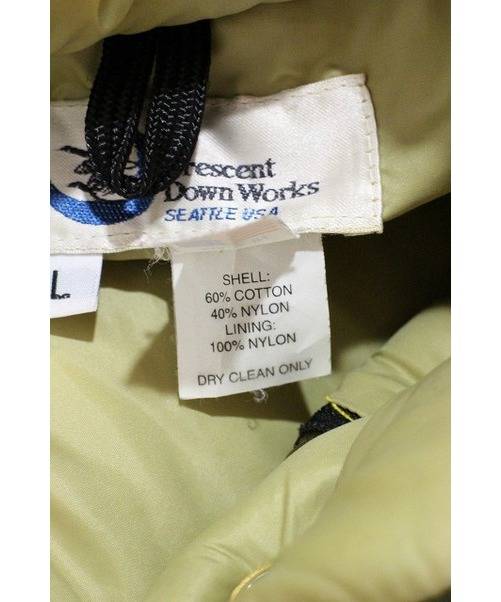 rescent
Down Works
SEATTLE USA
L
SHELL:
60% COTTON
40% NYLON
LINING:
100% NYLON
DRY CLEAN ONLY